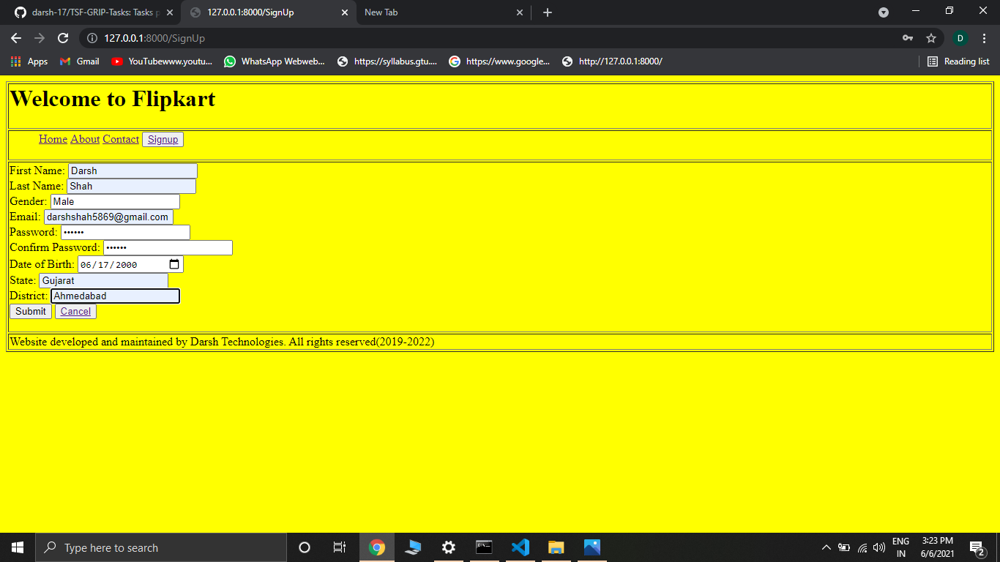 darsh-17/TSF-GRIP-Tasks: Tasks p
127.0.0.1:8000/SignUp
New Tab
127.0.0.1:8000/SignUp
D
Apps
Gmail
YouTubewww.youtu...
WhatsApp Webweb...
https://syllabus.gtu....
https://www.google...
http://127.0.0.1:8000/
Reading list
Welcome to Flipkart
Home About Contact Signup
First Name: Darsh
Last Name: Shah
Gender: Male
Email: darshshah5869@gmail.com
Password: ••••••
Confirm Password: ••••••
Date of Birth: 06/17/2000
State: Gujarat
District: Ahmedabad
Submit Cancel
Website developed and maintained by Darsh Technologies. All rights reserved(2019-2022)
Type here to search
ENG
IN
3:23 PM
6/6/2021
2